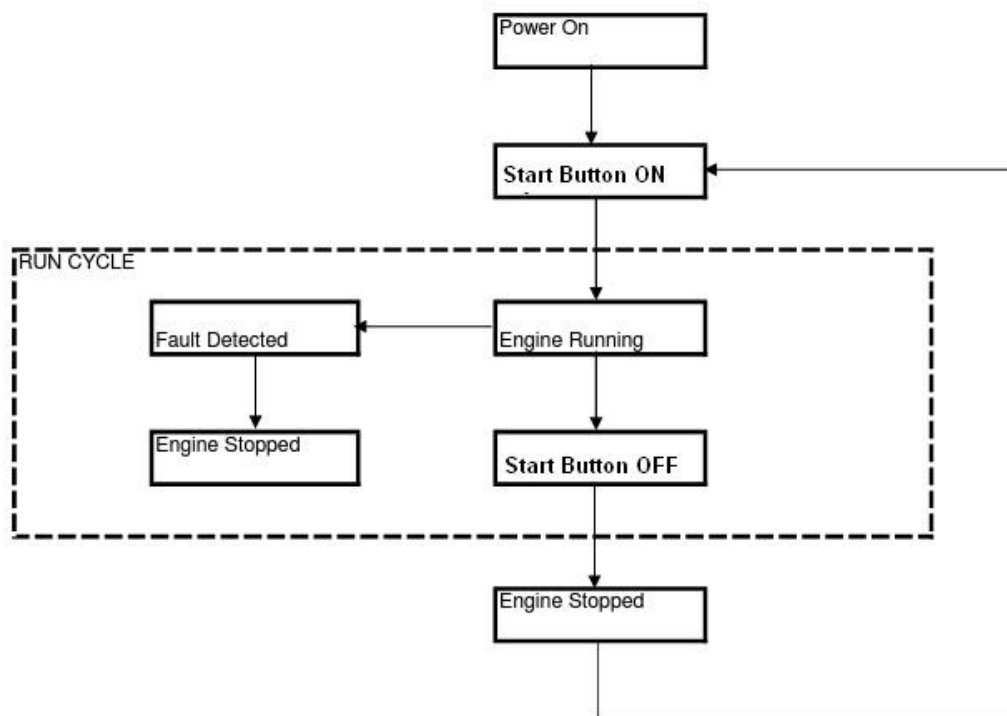 Power On
Start Button ON
RUN CYCLE
Fault Detected
Engine Running
Engine Stopped
Start Button OFF
Engine Stopped